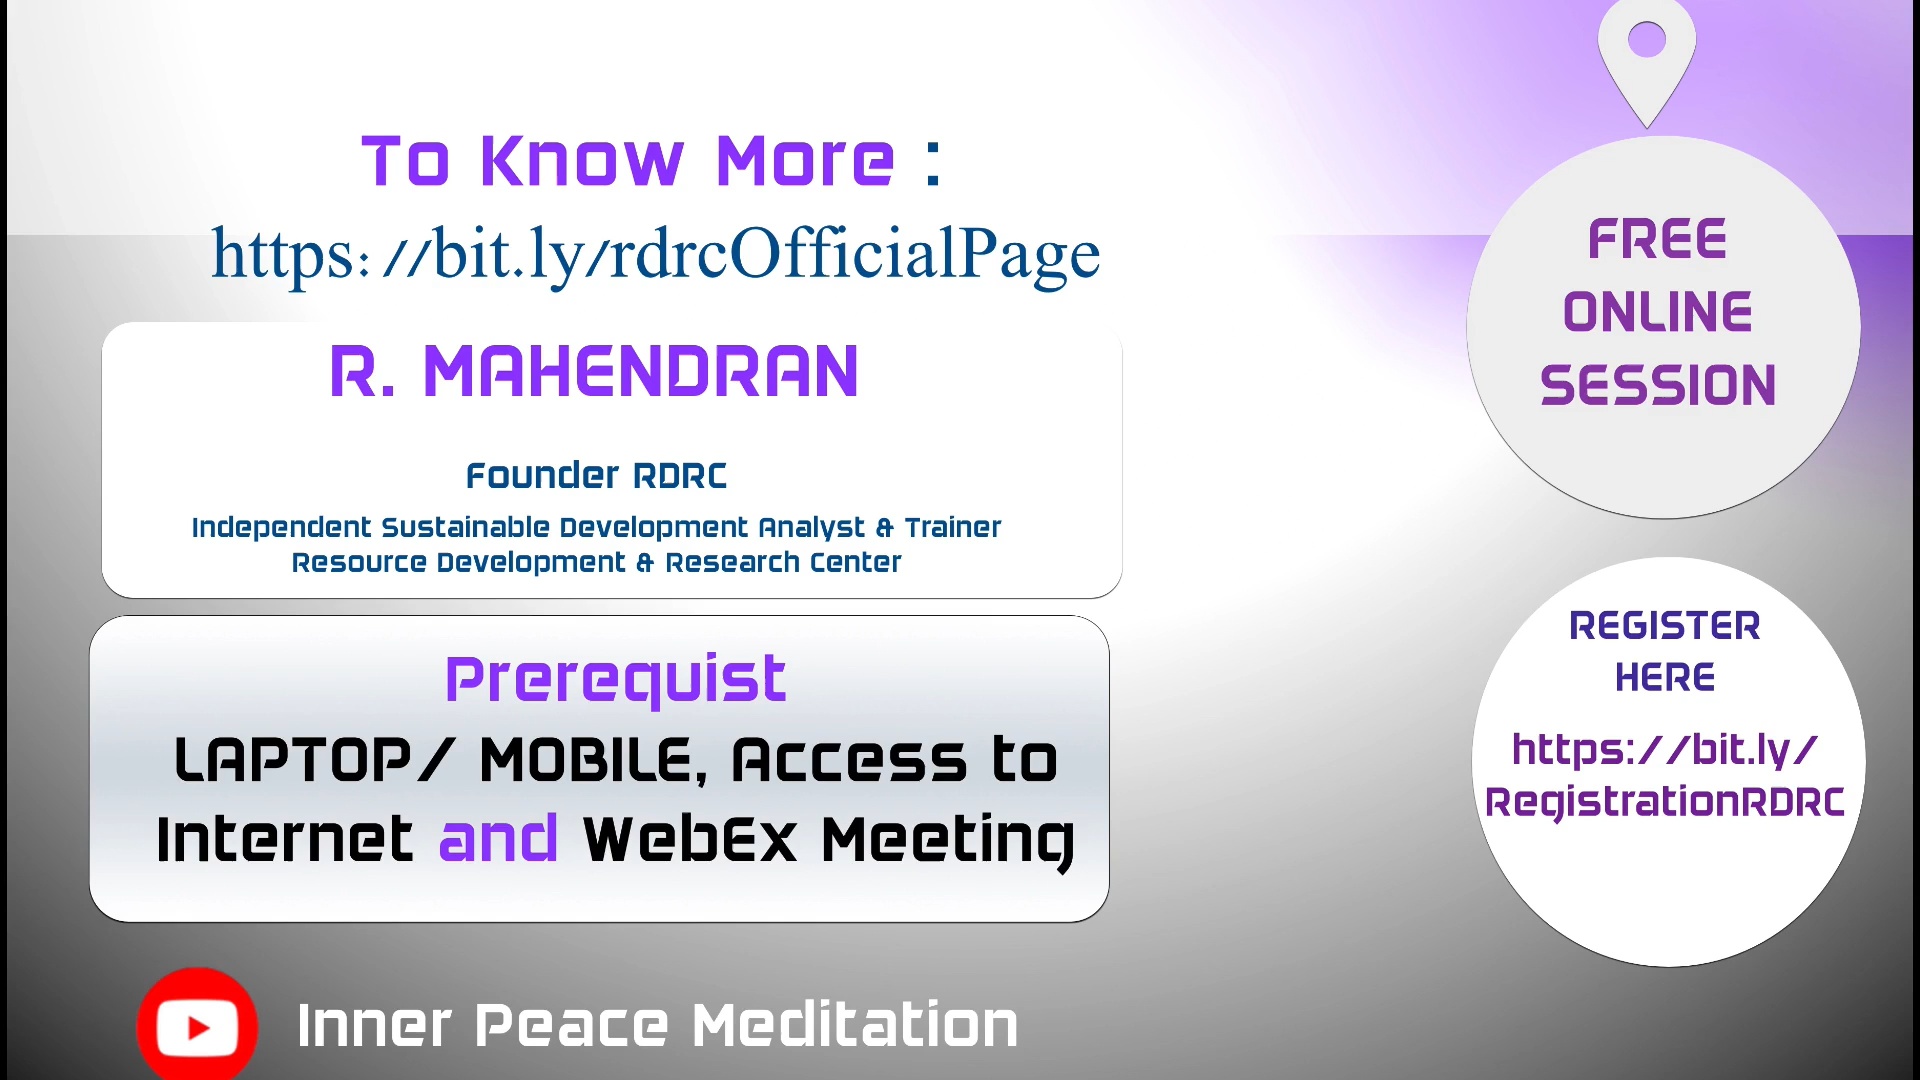 To Know More :
https://bit.ly/rdrcOfficialPage
R. MAHENDRAN
Founder RDRC
Independent Sustainable Development Analyst & Trainer
Resource Development & Research Center
Prerequist
LAPTOP/ MOBILE, Access to
Internet and WebEx Meeting
Inner Peace Meditation
FREE
ONLINE
SESSION
REGISTER
HERE
https://bit.ly/
RegistrationRDRC